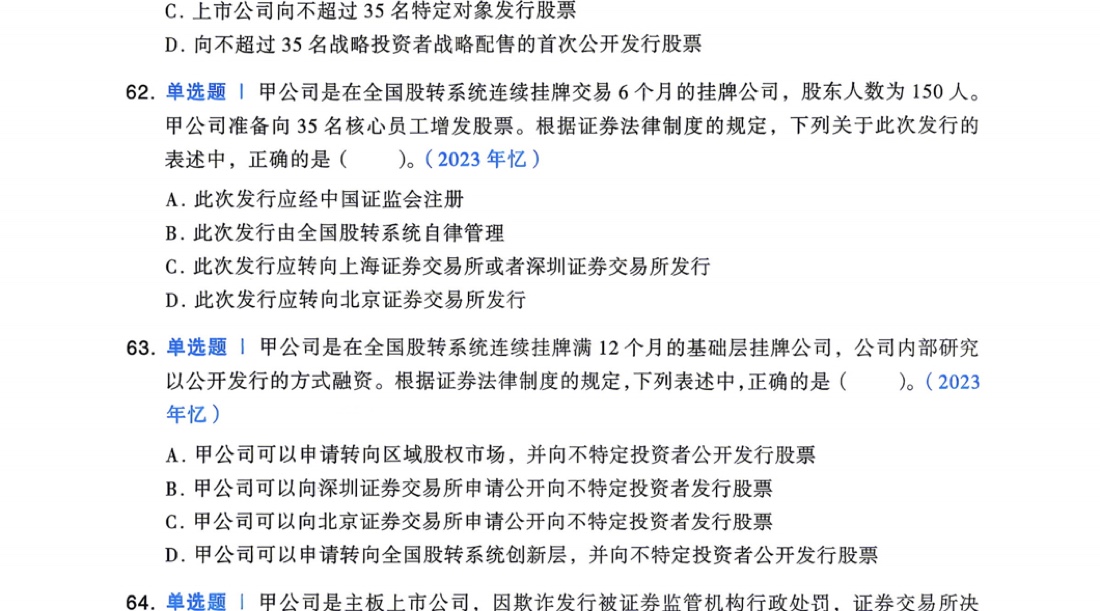 C. 上市公司向不超过 35 名特定对象发行股票
D. 向不超过 35 名战略投资者战略配售的首次公开发行股票
62. 单选题 | 甲公司是在全国股转系统连续挂牌交易 6 个月的挂牌公司，股东人数为 150 人。
甲公司准备向 35 名核心员工增发股票。根据证券法律制度的规定，下列关于此次发行的
表述中，正确的是（　　）。（2023 年忆）
A. 此次发行应经中国证监会注册
B. 此次发行由全国股转系统自律管理
C. 此次发行应转向上海证券交易所或者深圳证券交易所发行
D. 此次发行应转向北京证券交易所发行
63. 单选题 | 甲公司是在全国股转系统连续挂牌满 12 个月的基础层挂牌公司，公司内部研究
以公开发行的方式融资。根据证券法律制度的规定，下列表述中，正确的是（　　）。（2023
年忆）
A. 甲公司可以申请转向区域股权市场，并向不特定投资者公开发行股票
B. 甲公司可以向深圳证券交易所申请公开向不特定投资者发行股票
C. 甲公司可以向北京证券交易所申请公开向不特定投资者发行股票
D. 甲公司可以申请转向全国股转系统创新层，并向不特定投资者公开发行股票
64. 单选题 | 甲公司是主板上市公司，因欺诈发行被证券监管机构行政处罚，证券交易所决